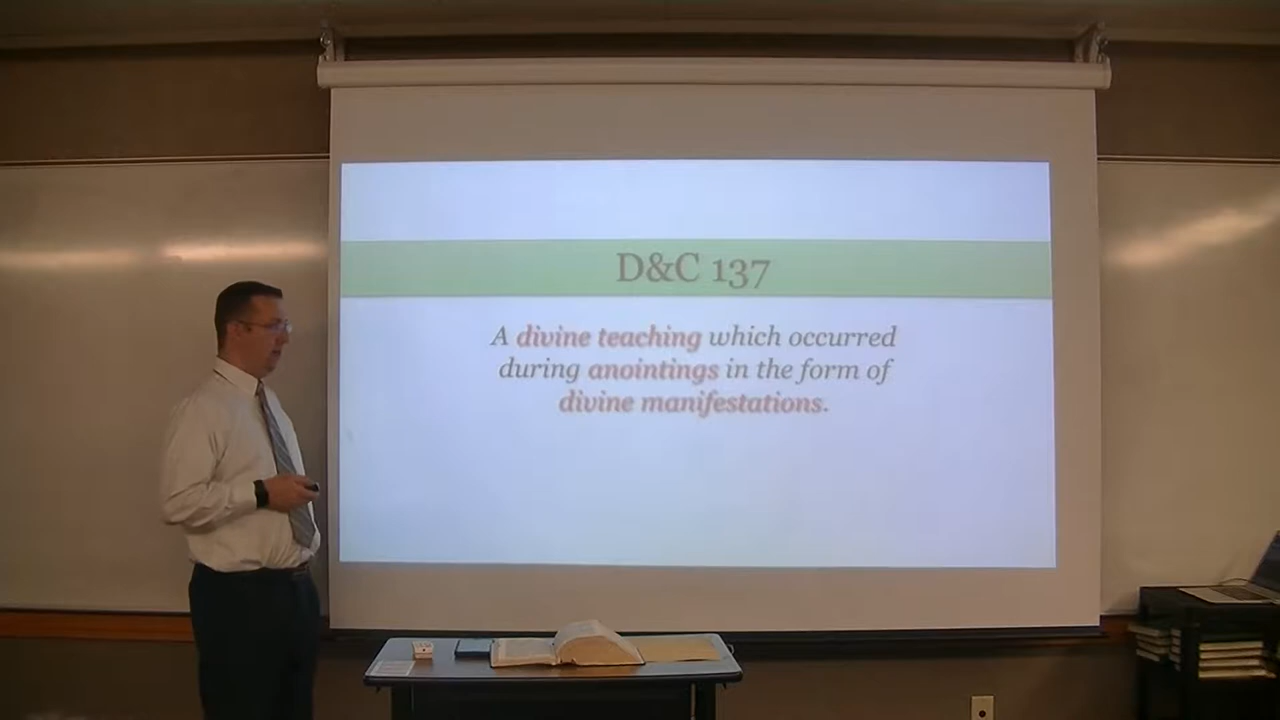 D&C 137
A divine teaching which occurred
during anointings in the form of
divine manifestations.